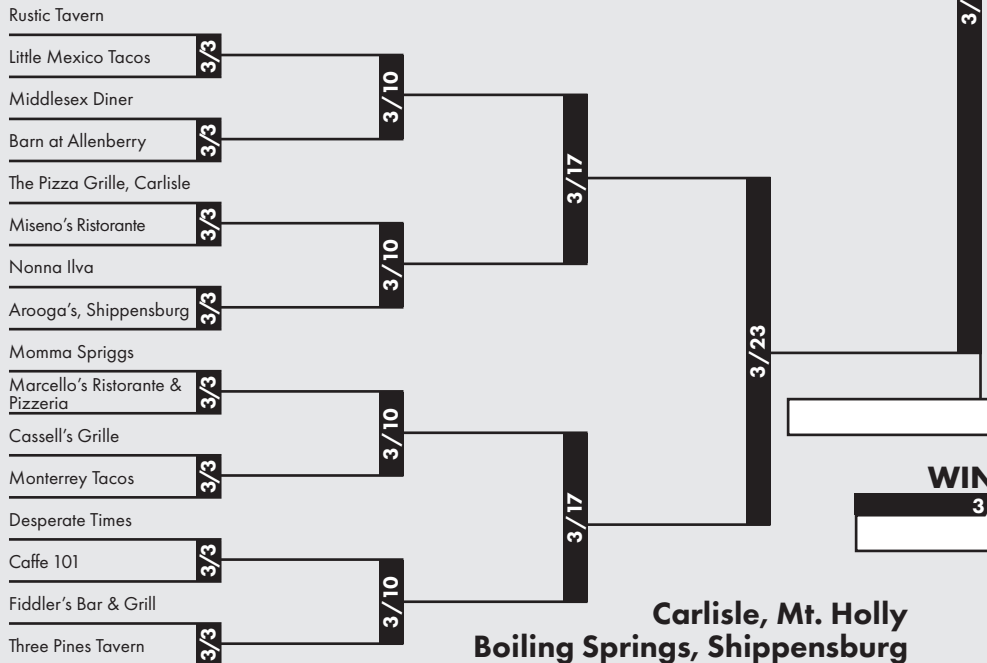 Rustic Tavern
3/3
Little Mexico Tacos
Middlesex Diner
3/3
Barn at Allenberry
The Pizza Grille, Carlisle
3/3
Miseno's Ristorante
Nonna Ilva
3/3
Arooga's, Shippensburg
Momma Spriggs
3/3
Marcello's Ristorante &
Pizzeria
Cassell's Grille
3/3
Monterrey Tacos
Desperate Times
3/3
Caffe 101
Fiddler's Bar & Grill
3/3
Three Pines Tavern
3/10
3/10
3/10
3/10
3/17
3/17
3/23
3/
WIN
3
Carlisle, Mt. Holly
Boiling Springs, Shippensburg